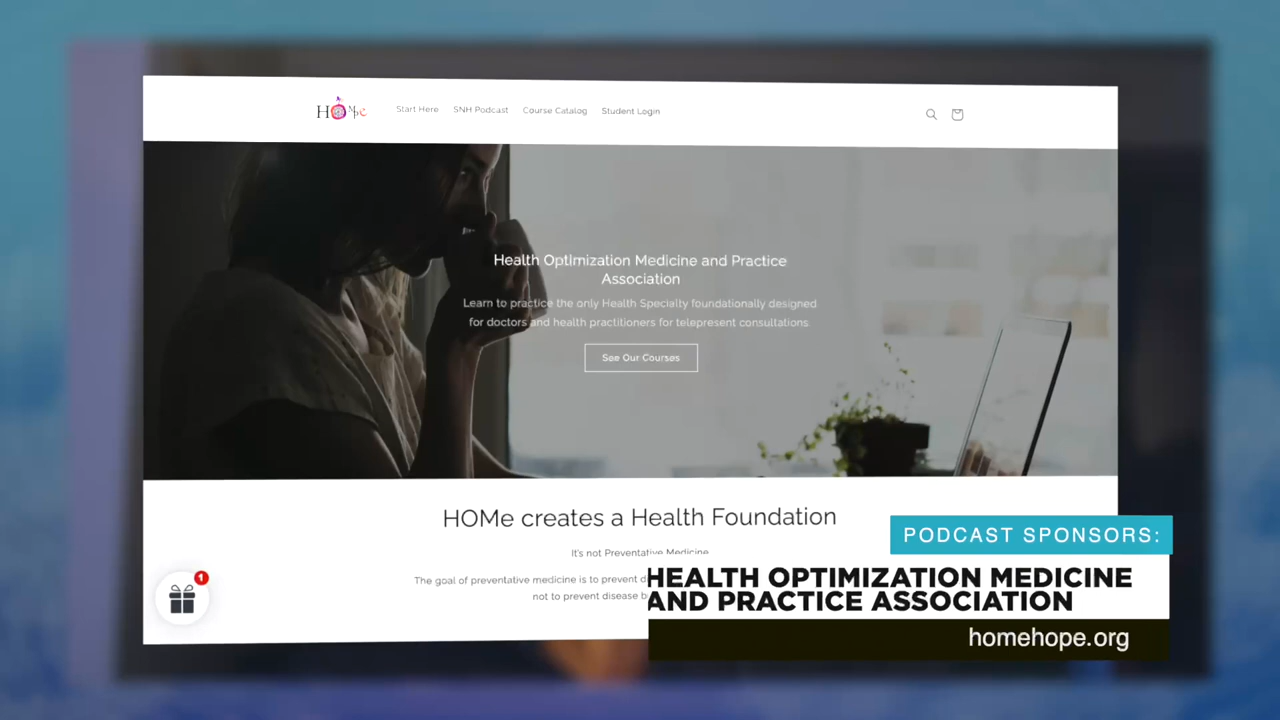 HOMe
Start Here
SNH Podcast
Course Catalog
Student Login
Health Optimization Medicine and Practice
Association
Learn to practice the only Health Specialty foundationally designed
for doctors and health practitioners for telepresent consultations.
See Our Courses
HOMe creates a Health Foundation
It's not Preventative Medicine
The goal of preventative medicine is to prevent
not to prevent disease
1
PODCAST SPONSORS:
HEALTH OPTIMIZATION MEDICINE
AND PRACTICE ASSOCIATION
homehope.org